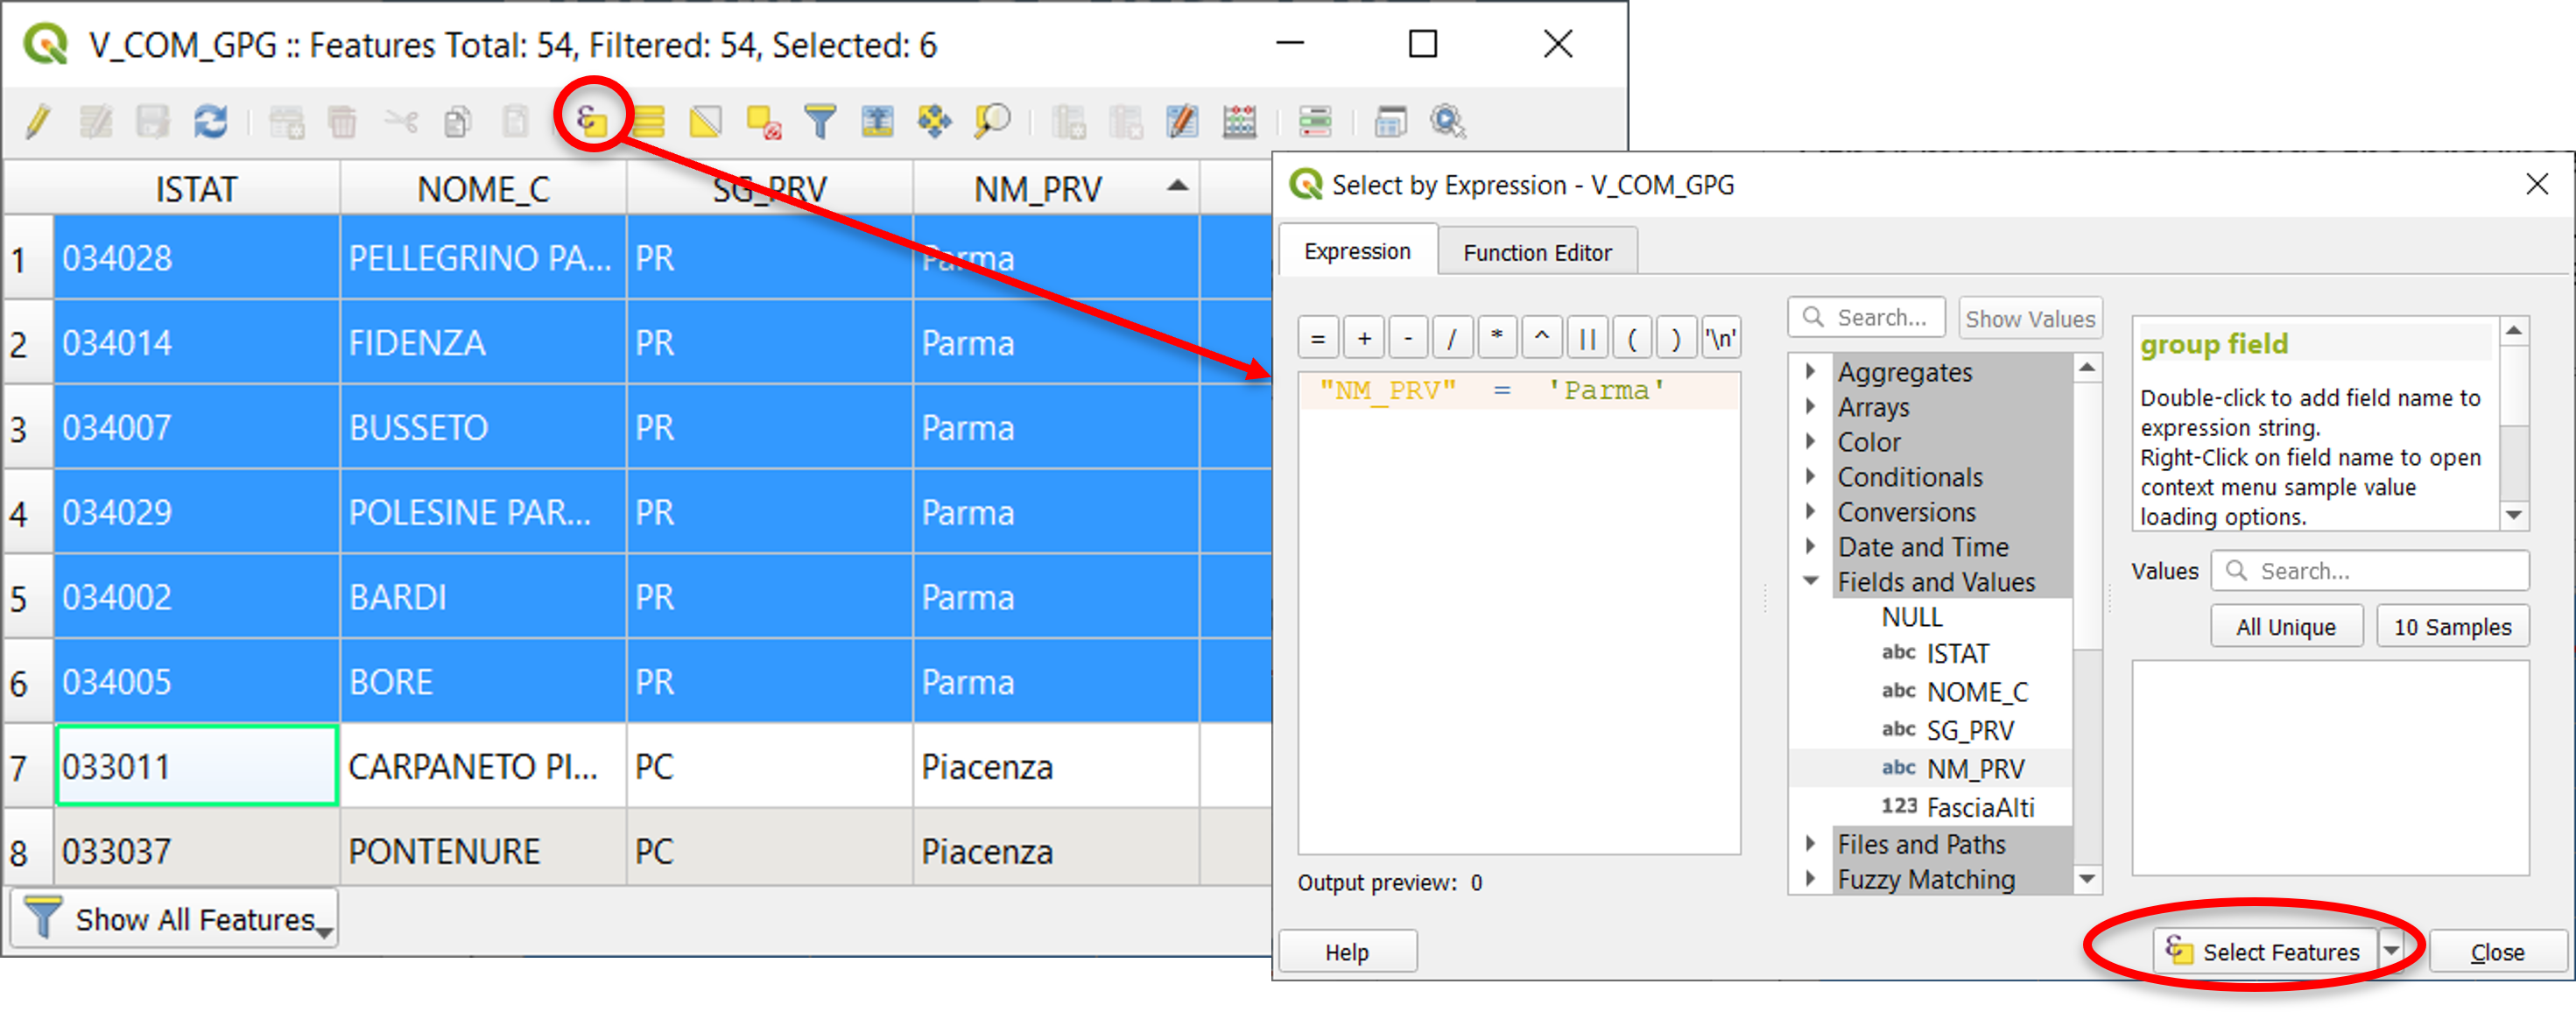 V_COM_GPG :: Features Total: 54, Filtered: 54, Selected: 6
ISTAT NOME_C SG_PRV NM_PRV
1 034028 PELLEGRINO PA... PR Parma
2 034014 FIDENZA PR Parma
3 034007 BUSSETO PR Parma
4 034029 POLESINE PAR... PR Parma
5 034002 BARDI PR Parma
6 034005 BORE PR Parma
7 033011 CARPANETO PI... PC Piacenza
8 033037 PONTENURE PC Piacenza
Show All Features
Select by Expression - V_COM_GPG
Expression Function Editor
= + - / * ^ || ( ) '\n'
"NM_PRV" = 'Parma'
Output preview: 0
Help
Search... Show Values
Aggregates
Arrays
Color
Conditionals
Conversions
Date and Time
Fields and Values
NULL
abc ISTAT
abc NOME_C
abc SG_PRV
abc NM_PRV
123 FasciaAlti
Files and Paths
Fuzzy Matching
group field
Double-click to add field name to
expression string.
Right-Click on field name to open
context menu sample value
loading options.
Values Search...
All Unique 10 Samples
ε Select Features Close